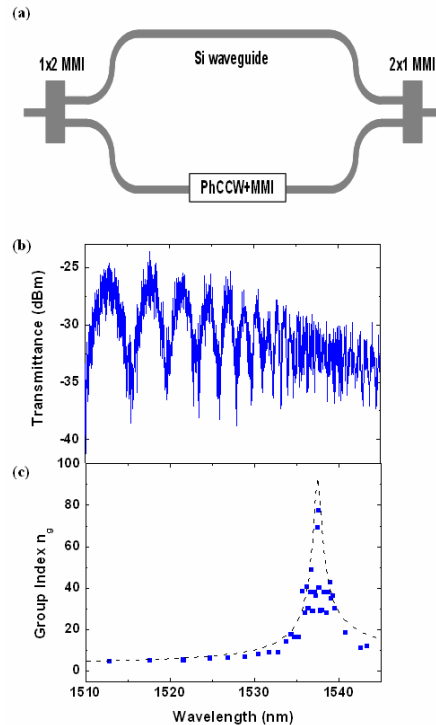 (a)
1x2 MMI
Si waveguide
2x1 MMI
PhCCW+MMI
(b)
Transmittance (dBm)
-25
-30
-35
-40
(c)
Group Index ng
100
80
60
40
20
0
1510
1520
1530
1540
Wavelength (nm)